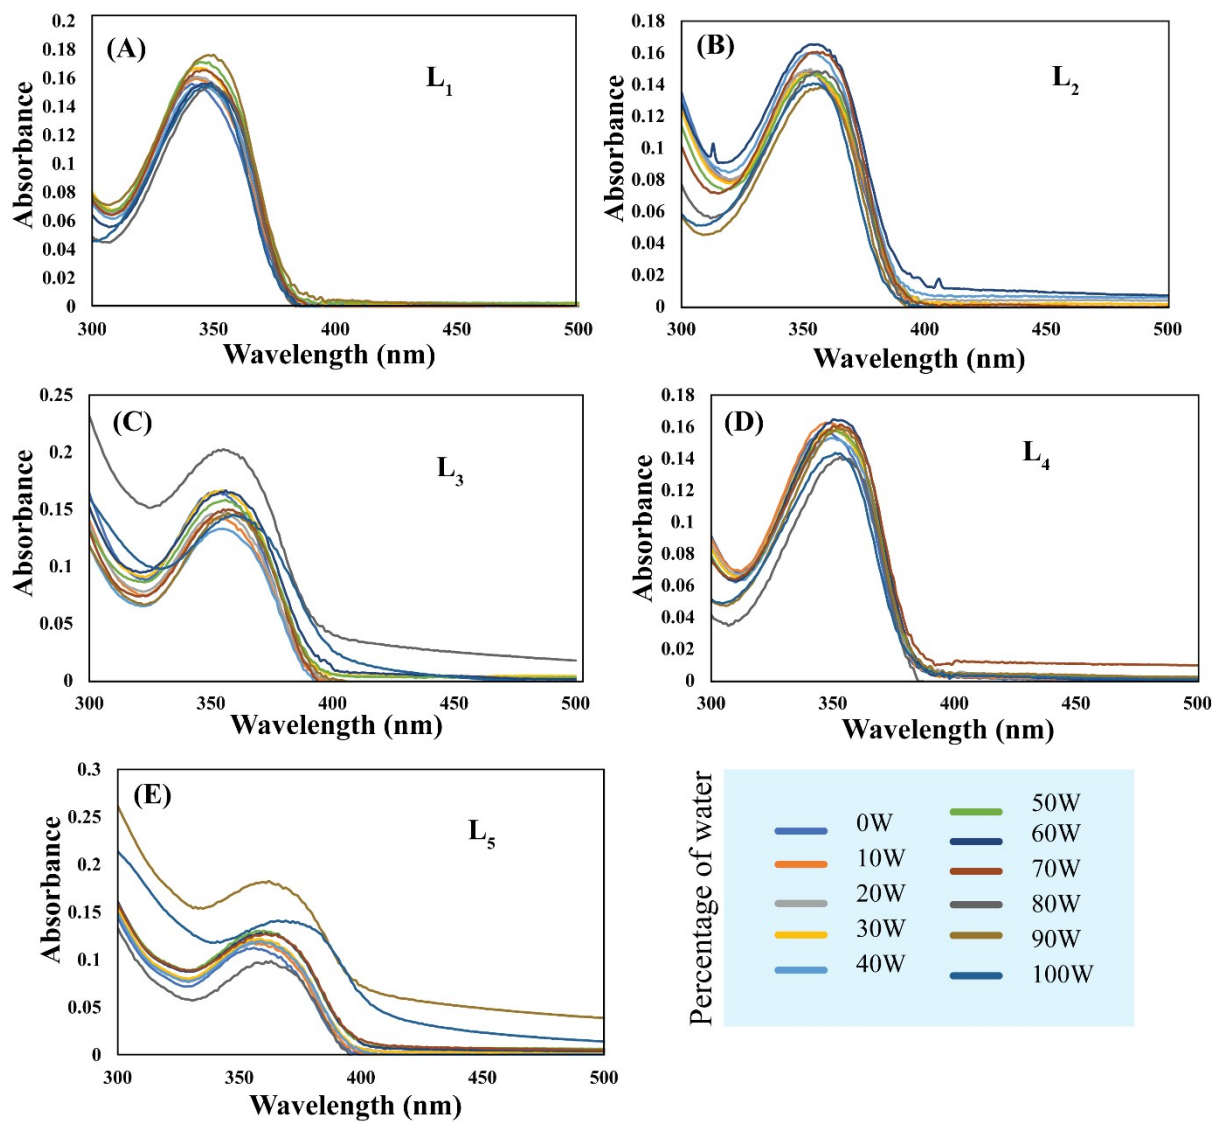 (A)
L1
0.2
0.18
0.16
0.14
0.12
0.1
0.08
0.06
0.04
0.02
0
Absorbance
300 350 400 450 500
Wavelength (nm)
(B)
L2
0.18
0.16
0.14
0.12
0.1
0.08
0.06
0.04
0.02
0
Absorbance
300 350 400 450 500
Wavelength (nm)
(C)
L3
0.25
0.2
0.15
0.1
0.05
0
Absorbance
300 350 400 450 500
Wavelength (nm)
(D)
L4
0.18
0.16
0.14
0.12
0.1
0.08
0.06
0.04
0.02
0
Absorbance
300 350 400 450 500
Wavelength (nm)
(E)
L5
0.3
0.25
0.2
0.15
0.1
0.05
0
Absorbance
300 350 400 450 500
Wavelength (nm)
Percentage of water
0W
10W
20W
30W
40W
50W
60W
70W
80W
90W
100W